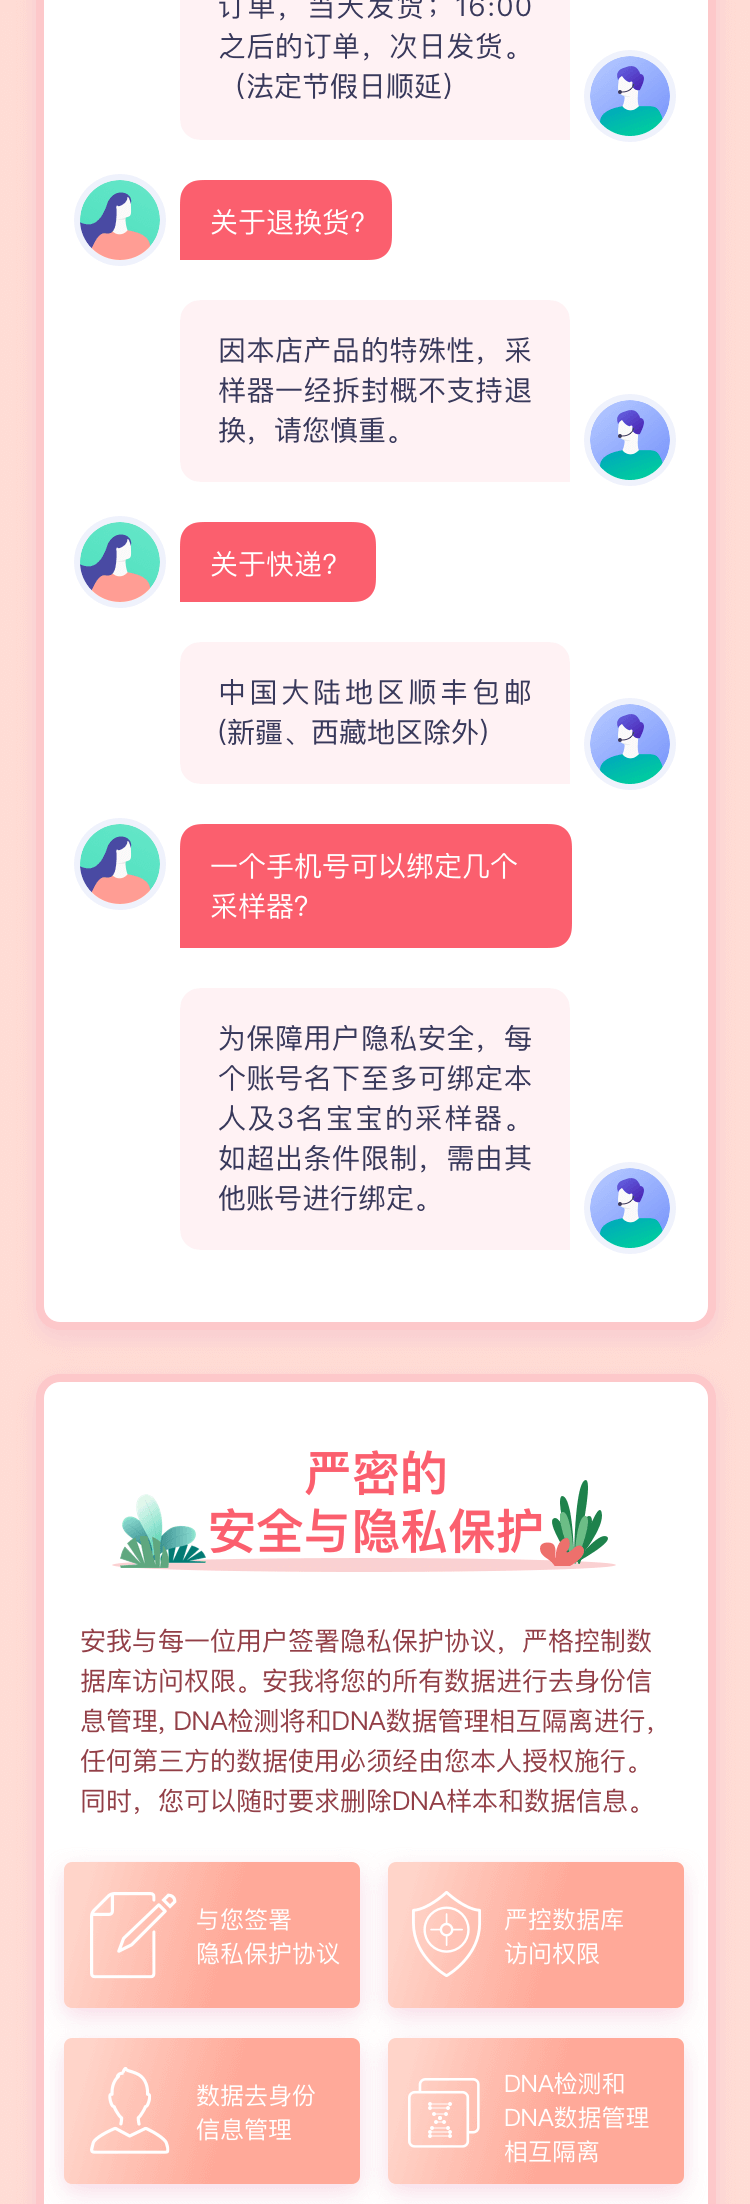 订单，当天发货；16:00
之后的订单，次日发货。
（法定节假日顺延）
关于退换货?
因本店产品的特殊性，采
样器一经拆封概不支持退
换，请您慎重。
关于快递?
中国大陆地区顺丰包邮
(新疆、西藏地区除外)
一个手机号可以绑定几个
采样器?
为保障用户隐私安全，每
个账号名下至多可绑定本
人及3名宝宝的采样器。
如超出条件限制，需由其
他账号进行绑定。
严密的
安全与隐私保护
安我与每一位用户签署隐私保护协议，严格控制数
据库访问权限。安我将您的所有数据进行去身份信
息管理, DNA检测将和DNA数据管理相互隔离进行,
任何第三方的数据使用必须经由您本人授权施行。
同时，您可以随时要求删除DNA样本和数据信息。
与您签署
隐私保护协议
严控数据库
访问权限
数据去身份
信息管理
DNA检测和
DNA数据管理
相互隔离